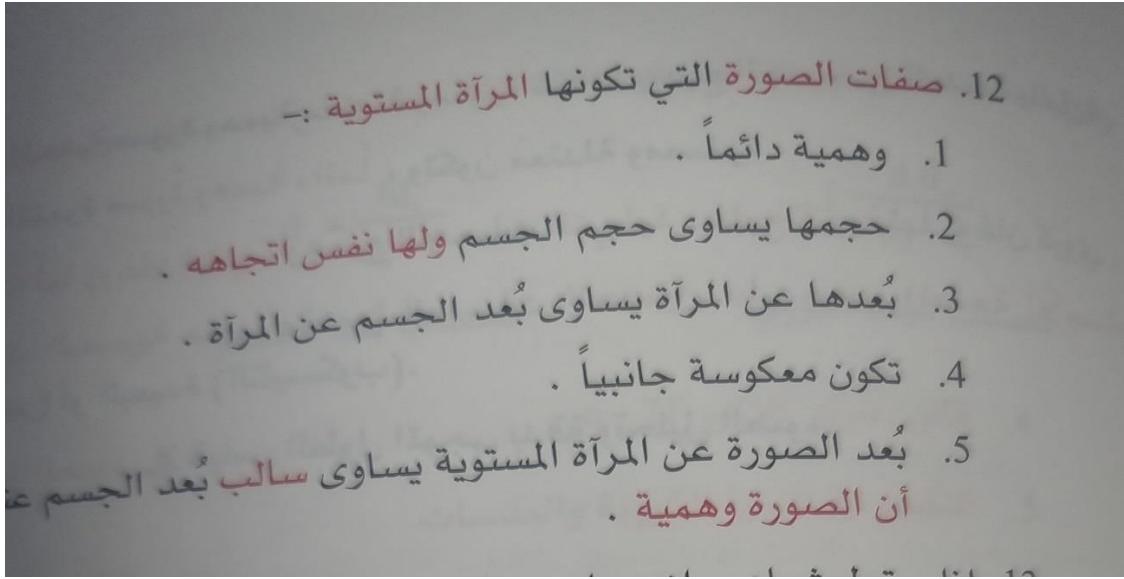 12. صفات الصورة التي تكونها المرآة المستوية :-
1. وهمية دائماً .
2. حجمها يساوى حجم الجسم ولها نفس اتجاهه .
3. بُعدها عن المرآة يساوى بُعد الجسم عن المرآة .
4. تكون معكوسة جانبياً .
5. بُعد الصورة عن المرآة المستوية يساوى سالب بُعد الجسم
أن الصورة وهمية .